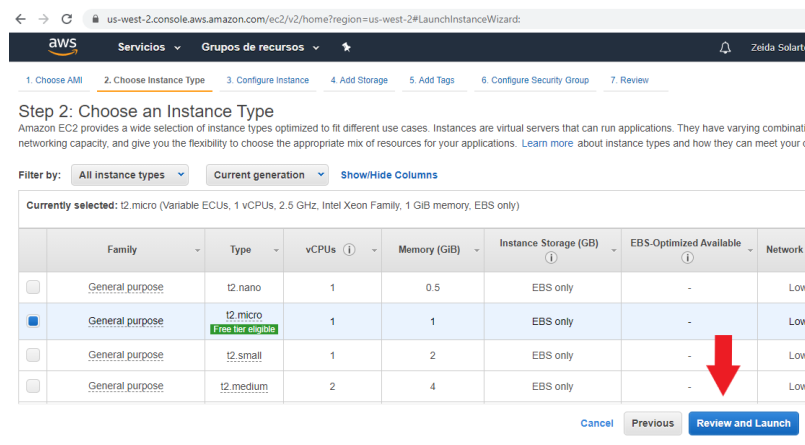 us-west-2.console.aws.amazon.com/ec2/v2/home?region=us-west-2#LaunchInstanceWizard:
aws Servicios Grupos de recursos Zeida Solarte
1. Choose AMI 2. Choose Instance Type 3. Configure Instance 4. Add Storage 5. Add Tags 6. Configure Security Group 7. Review
Step 2: Choose an Instance Type
Amazon EC2 provides a wide selection of instance types optimized to fit different use cases. Instances are virtual servers that can run applications. They have varying
networking capacity, and give you the flexibility to choose the appropriate mix of resources for your applications. Learn more about instance types and how they can meet your
Filter by: All instance types Current generation Show/Hide Columns
Currently selected: t2.micro (Variable ECUs, 1 vCPUs, 2.5 GHz, Intel Xeon Family, 1 GiB memory, EBS only)
Family Type vCPUs i Memory (GiB) Instance Storage (GB) i EBS-Optimized Available i Network
General purpose t2.nano 1 0.5 EBS only - Low
General purpose t2.micro Free tier eligible 1 1 EBS only - Low
General purpose t2.small 1 2 EBS only - Low
General purpose t2.medium 2 4 EBS only - Low
Cancel Previous Review and Launch